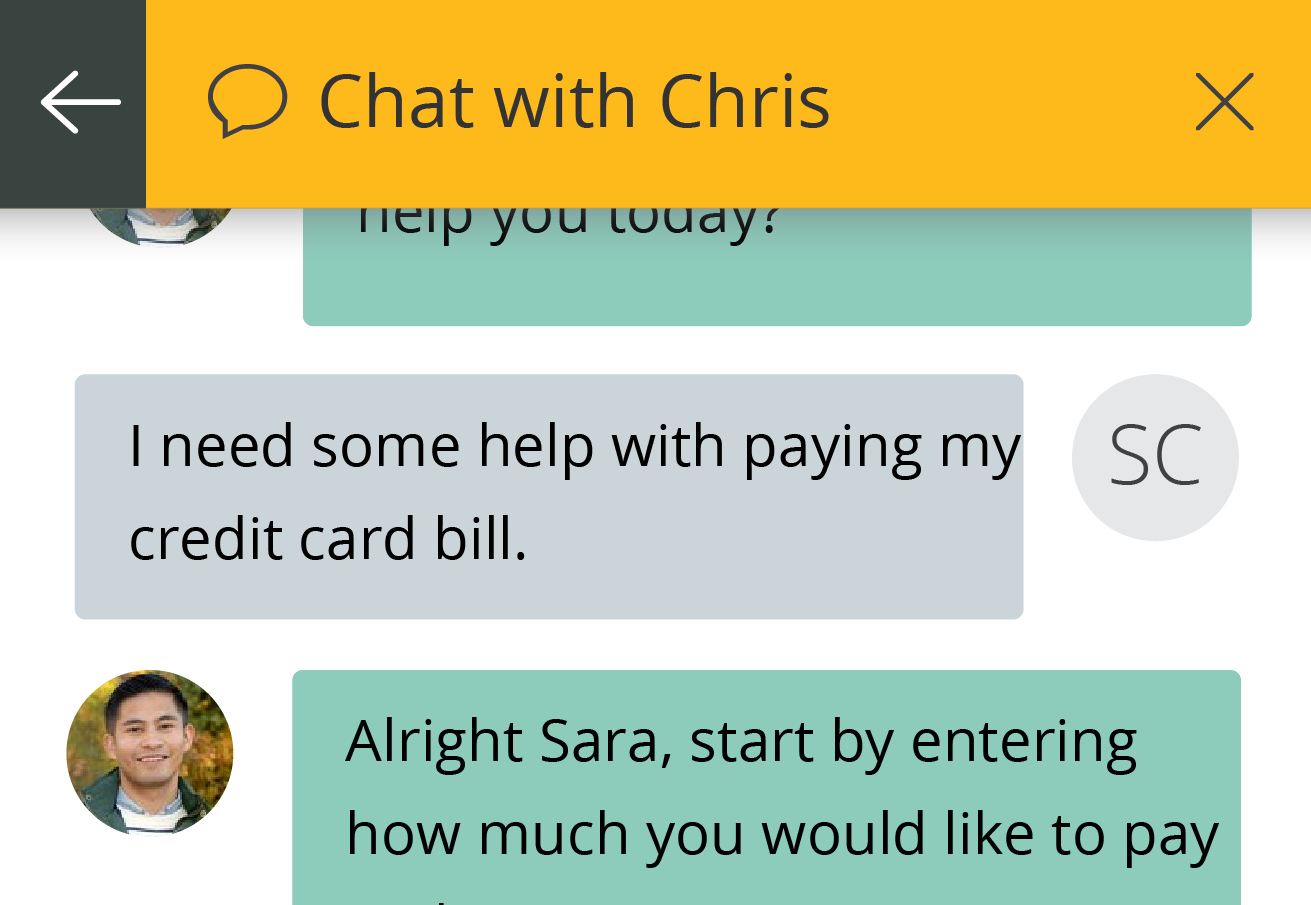 Chat with Chris
help you today?
I need some help with paying my
credit card bill.
SC
Alright Sara, start by entering
how much you would like to pay